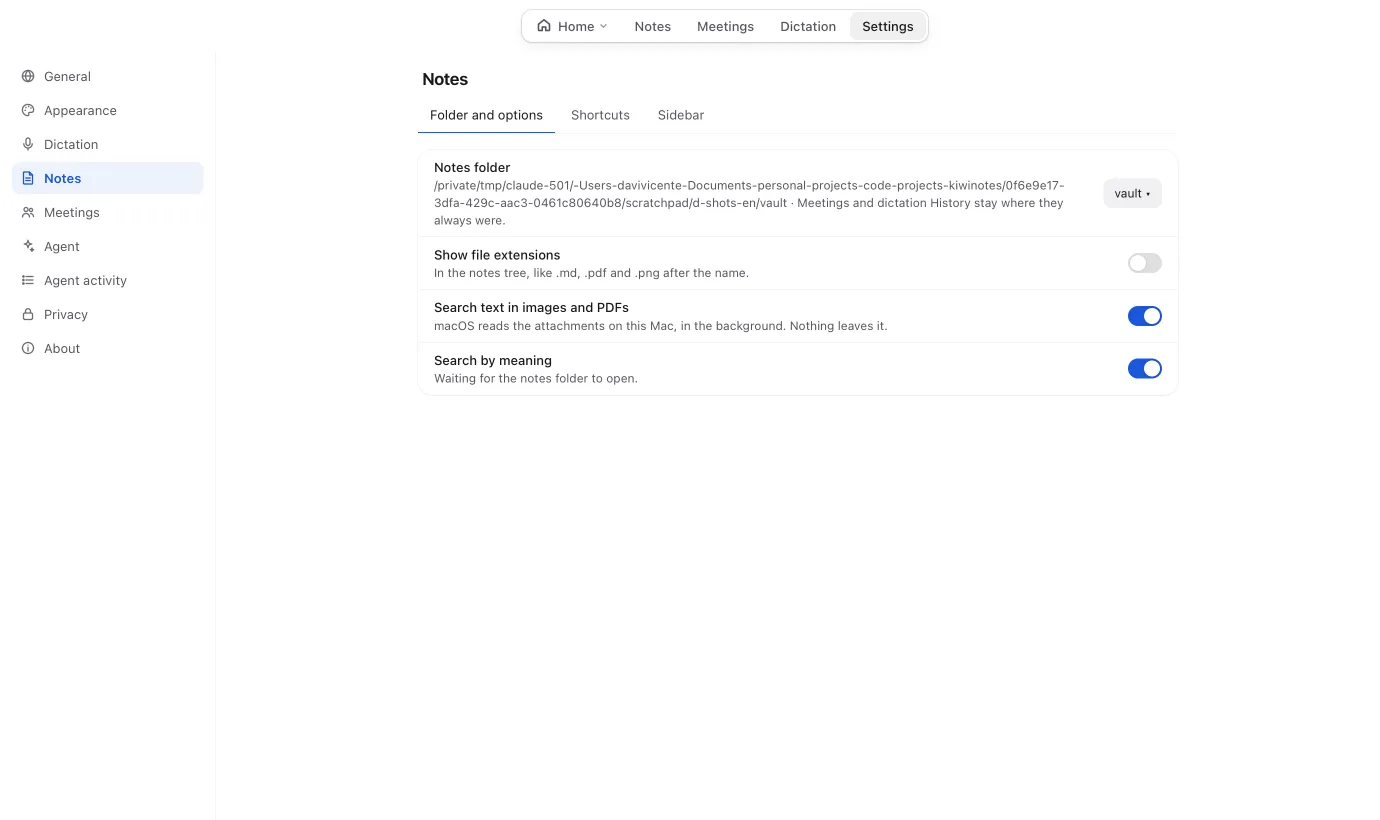 Home
Notes
Meetings
Dictation
Settings
General
Appearance
Dictation
Notes
Meetings
Agent
Agent activity
Privacy
About
Notes
Folder and options
Shortcuts
Sidebar
Notes folder
/private/tmp/claude-501/-Users-davivicente-Documents-personal-projects-code-projects-kiwinotes/0f6e9e17-
3dfa-429c-aac3-0461c80640b8/scratchpad/d-shots-en/vault · Meetings and dictation History stay where they
always were.
vault
Show file extensions
In the notes tree, like .md, .pdf and .png after the name.
Search text in images and PDFs
macOS reads the attachments on this Mac, in the background. Nothing leaves it.
Search by meaning
Waiting for the notes folder to open.